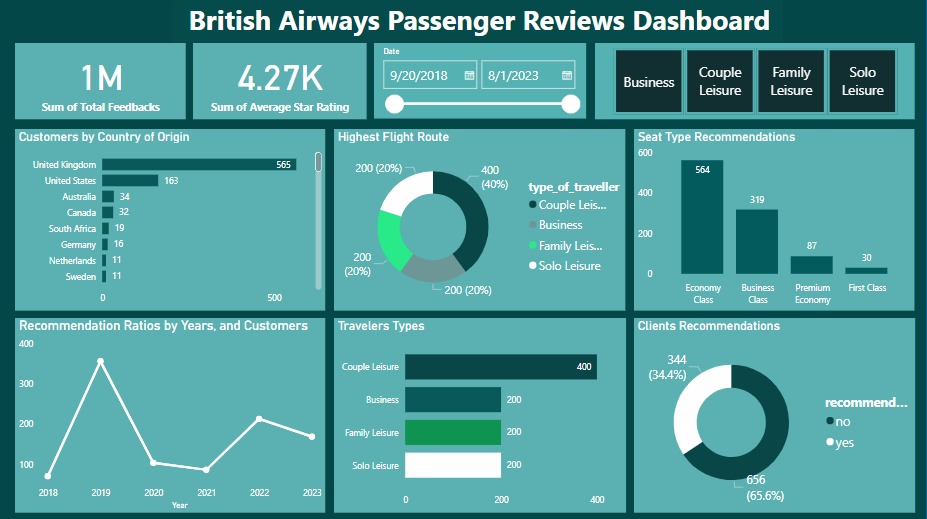 British Airways Passenger Reviews Dashboard
1M
Sum of Total Feedbacks
4.27K
Sum of Average Star Rating
Date
9/20/2018
8/1/2023
Business
Couple
Leisure
Family
Leisure
Solo
Leisure
Customers by Country of Origin
United Kingdom 565
United States 163
Australia 34
Canada 32
South Africa 19
Germany 16
Netherlands 11
Sweden 11
0 500
Highest Flight Route
200 (20%)
400
(40%)
200
(20%)
200 (20%)
type_of_traveller
Couple Leis...
Business
Family Leis...
Solo Leisure
Seat Type Recommendations
600
400
200
0
564
319
87
30
Economy
Class
Business
Class
Premium
Economy
First Class
Recommendation Ratios by Years, and Customers
400
300
200
100
2018 2019 2020 2021 2022 2023
Year
Travelers Types
Couple Leisure 400
Business 200
Family Leisure 200
Solo Leisure 200
0 200 400
Clients Recommendations
344
(34.4%)
656
(65.6%)
recommend...
no
yes